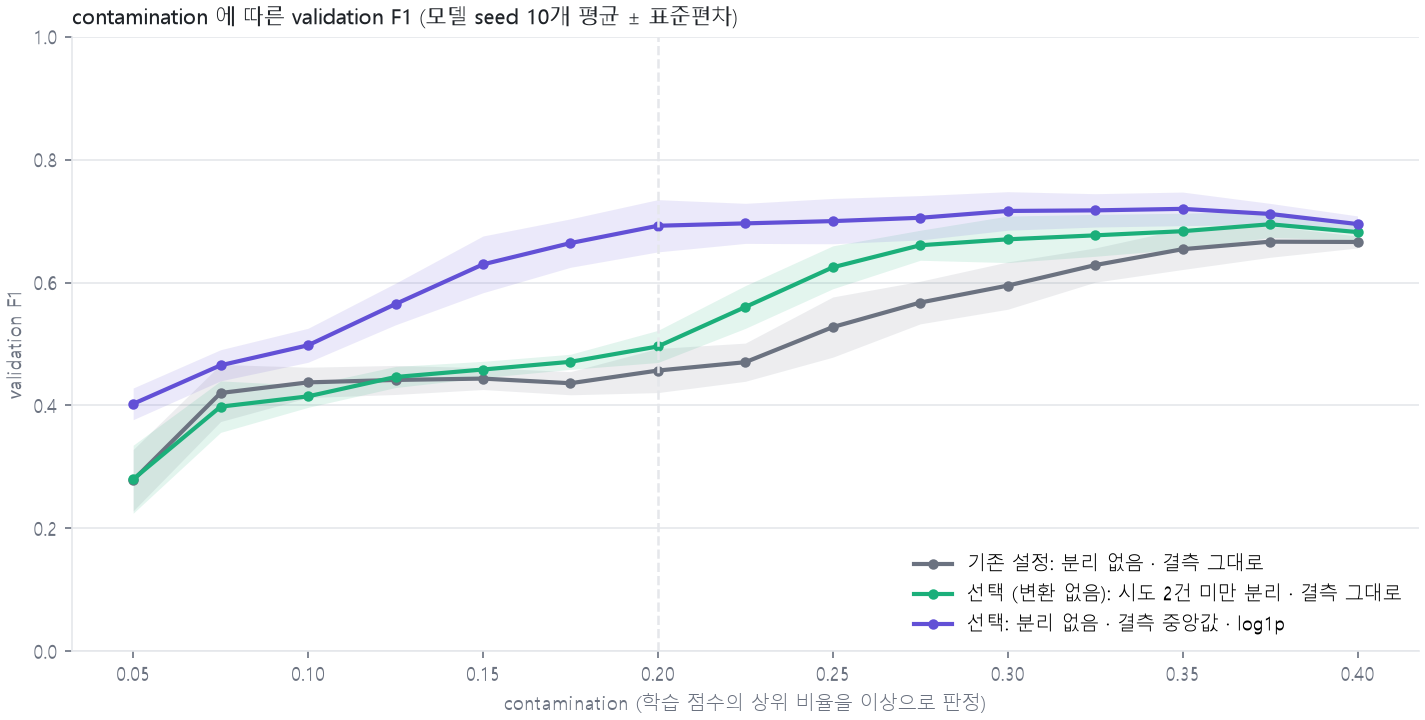 contamination 에 따른 validation F1 (모델 seed 10개 평균 ± 표준편차)
1.0
0.8
0.6
0.4
0.2
0.0
validation F1
기존 설정: 분리 없음 · 결측 그대로
선택 (변환 없음): 시도 2건 미만 분리 · 결측 그대로
선택: 분리 없음 · 결측 중앙값 · log1p
0.05 0.10 0.15 0.20 0.25 0.30 0.35 0.40
contamination (학습 점수의 상위 비율을 이상으로 판정)